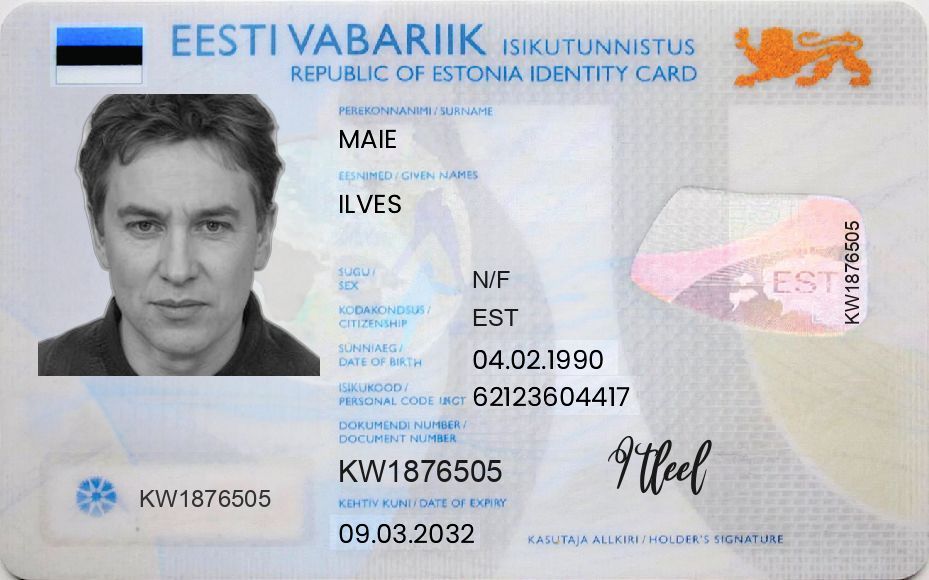 EESTI VABARIIK ISIKUTUNNISTUS
REPUBLIC OF ESTONIA IDENTITY CARD
PEREKONNANIMI / SURNAME
MAIE
EESNIMED / GIVEN NAMES
ILVES
SUGU /
SEX
N/F
KODAKONDSUS /
CITIZENSHIP
EST
SÜNNIAEG /
DATE OF BIRTH
04.02.1990
ISIKUKOOD /
PERSONAL CODE
62123604417
DOKUMENDI NUMBER /
DOCUMENT NUMBER
KW1876505
KEHTIV KUNI / DATE OF EXPIRY
09.03.2032
KW1876505
EST
KW1876505
KASUTAJA ALLKIRI / HOLDER'S SIGNATURE